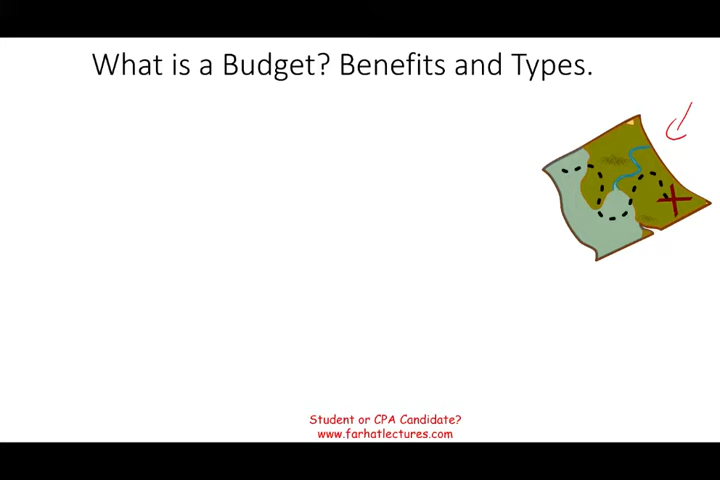 What is a Budget? Benefits and Types.
Student or CPA Candidate?
www.farhatlectures.com